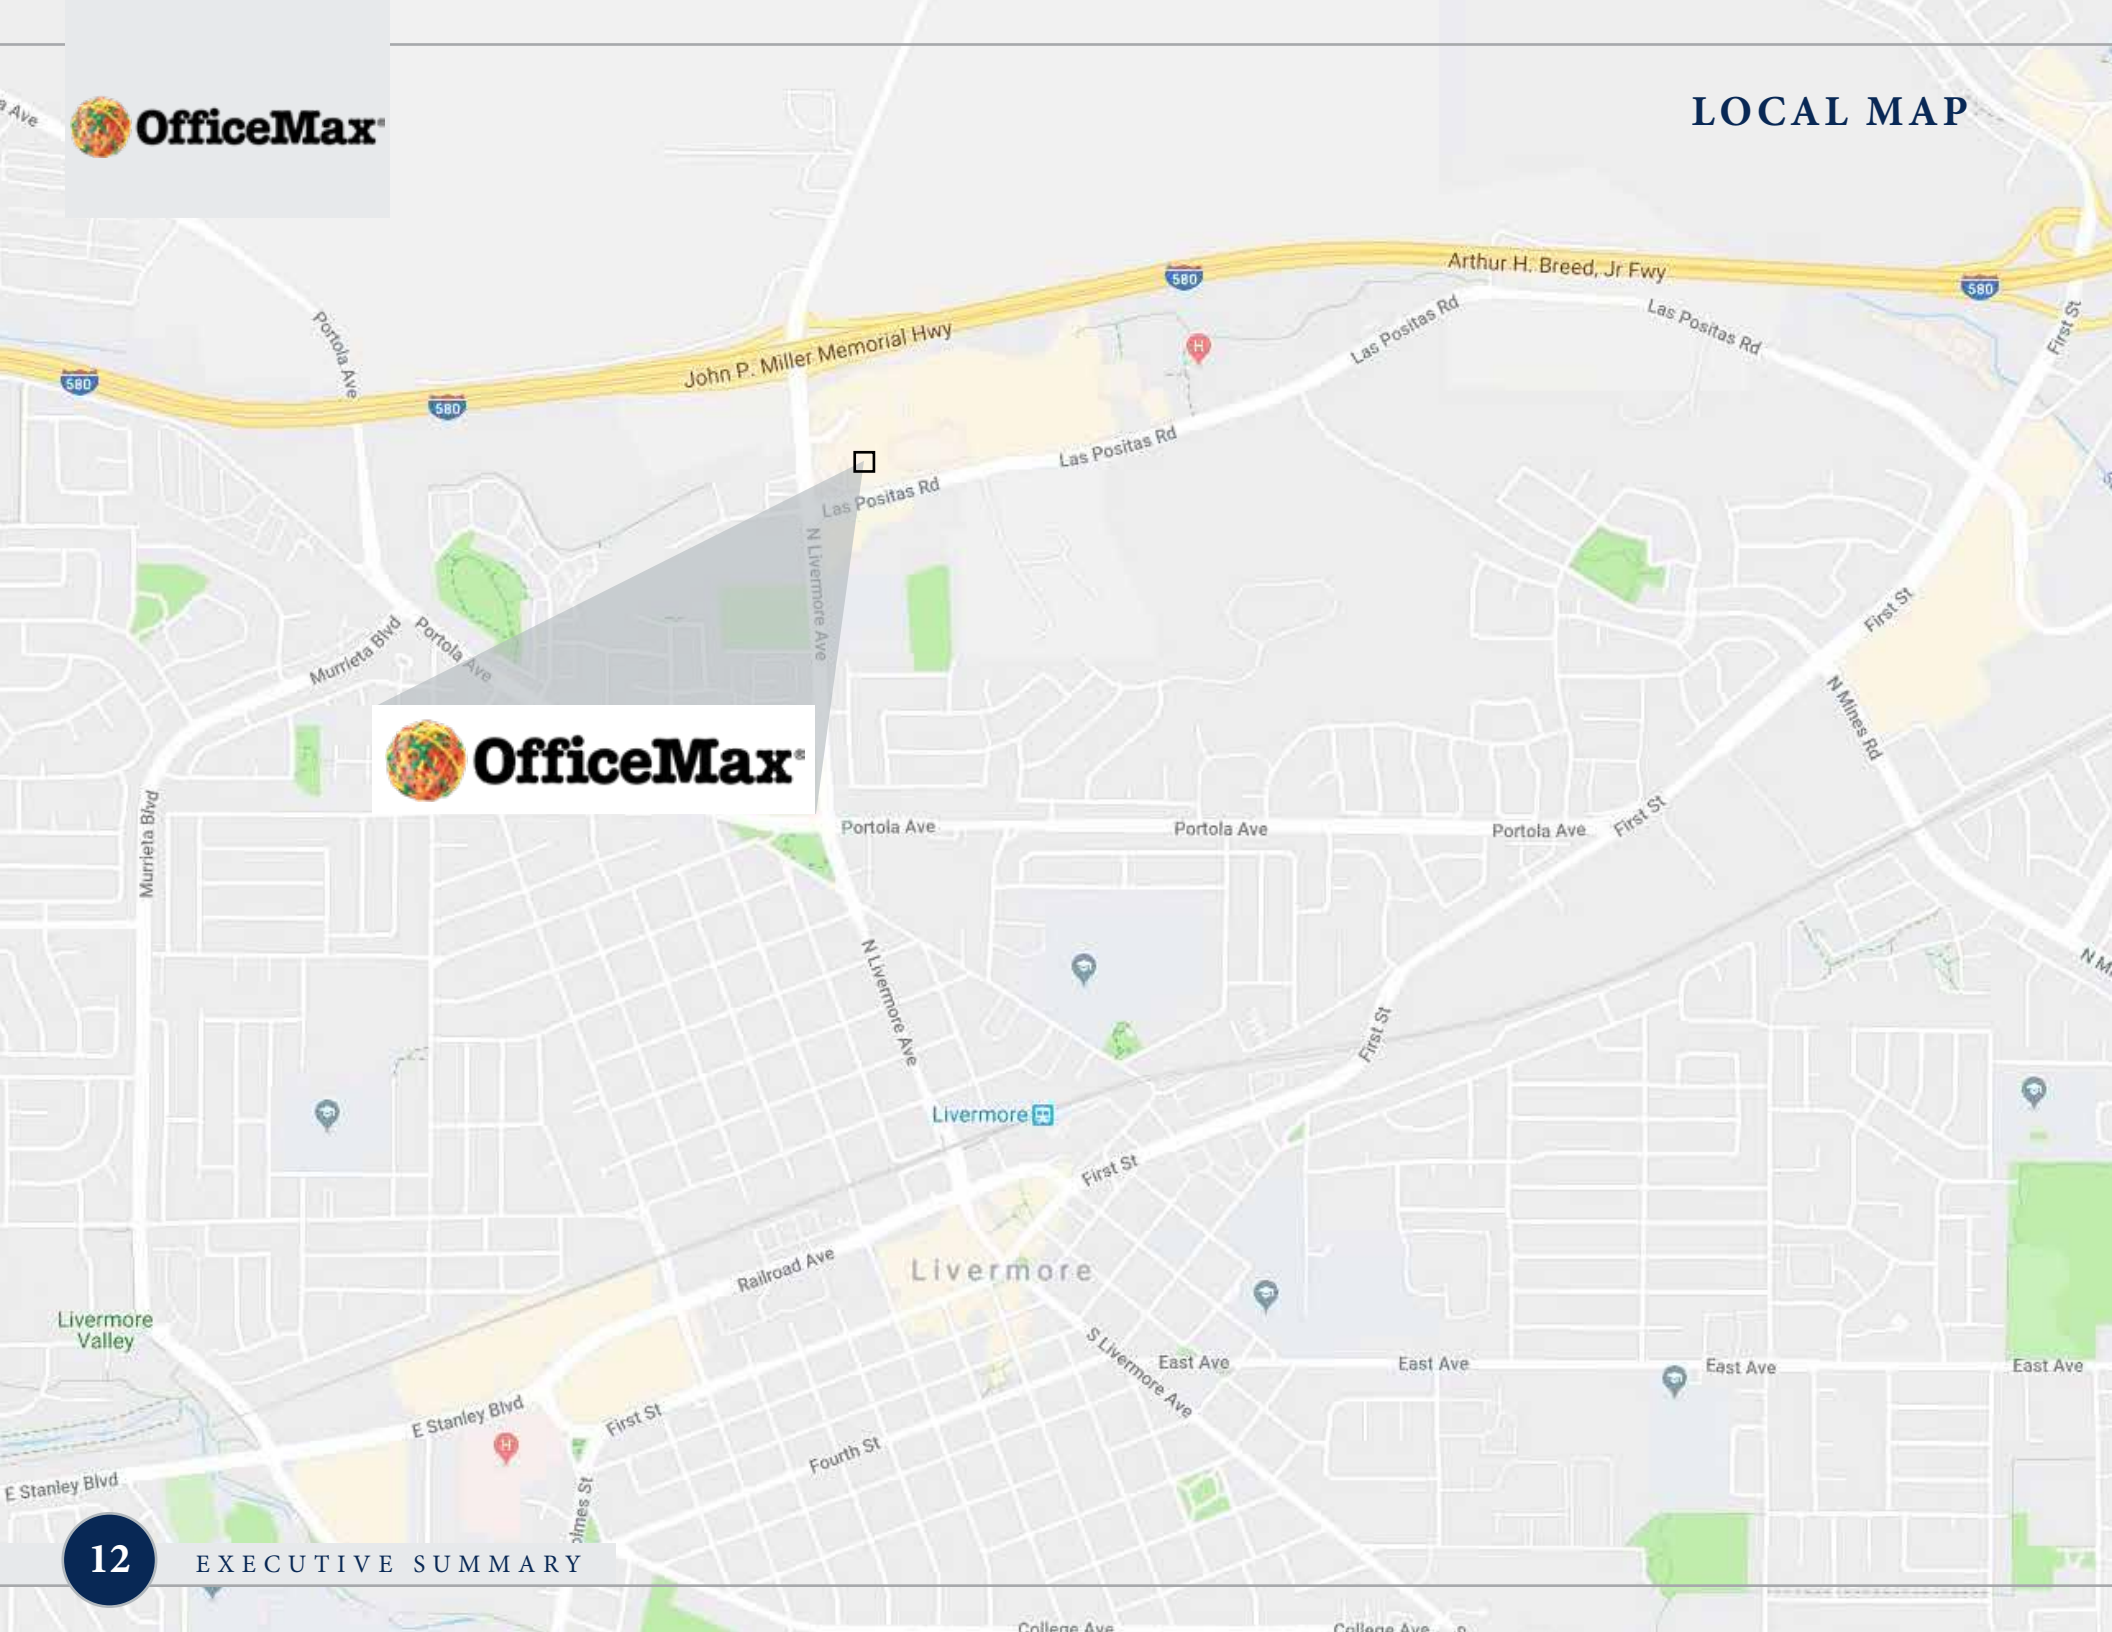 OfficeMax
LOCAL MAP
Ave
Arthur H. Breed, Jr Fwy
580
580
First St
Las Positas Rd
Las Positas Rd
Portola Ave
John P. Miller Memorial Hwy
H
580
580
Las Positas Rd
Las Positas Rd
N Livermore Ave
First St
Murrieta Blvd
Portola Ave
N Mines Rd
OfficeMax
Murrieta Blvd
Portola Ave
Portola Ave
Portola Ave
First St
N Livermore Ave
First St
Livermore
First St
Railroad Ave
Livermore
Livermore
Valley
S Livermore Ave
East Ave
East Ave
East Ave
East Ave
E Stanley Blvd
First St
H
Fourth St
E Stanley Blvd
12
EXECUTIVE SUMMARY
College Ave
College Ave